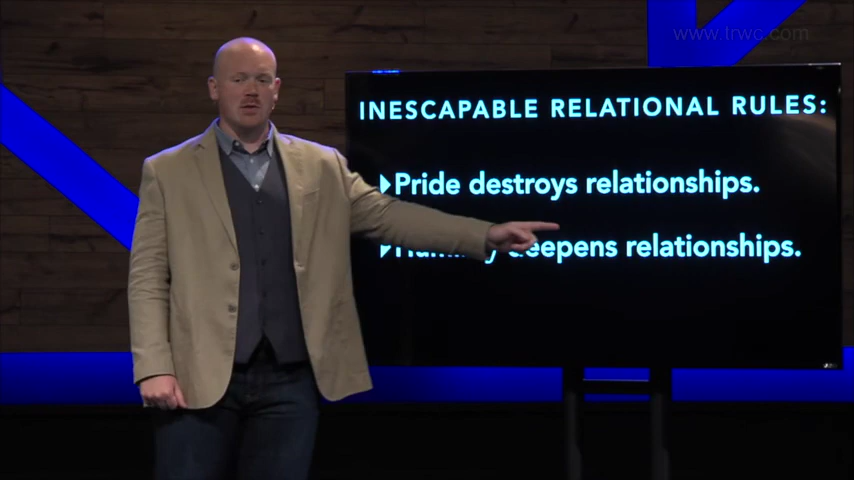 www.lrwc.com
INESCAPABLE RELATIONAL RULES:
Pride destroys relationships.
deepens relationships.